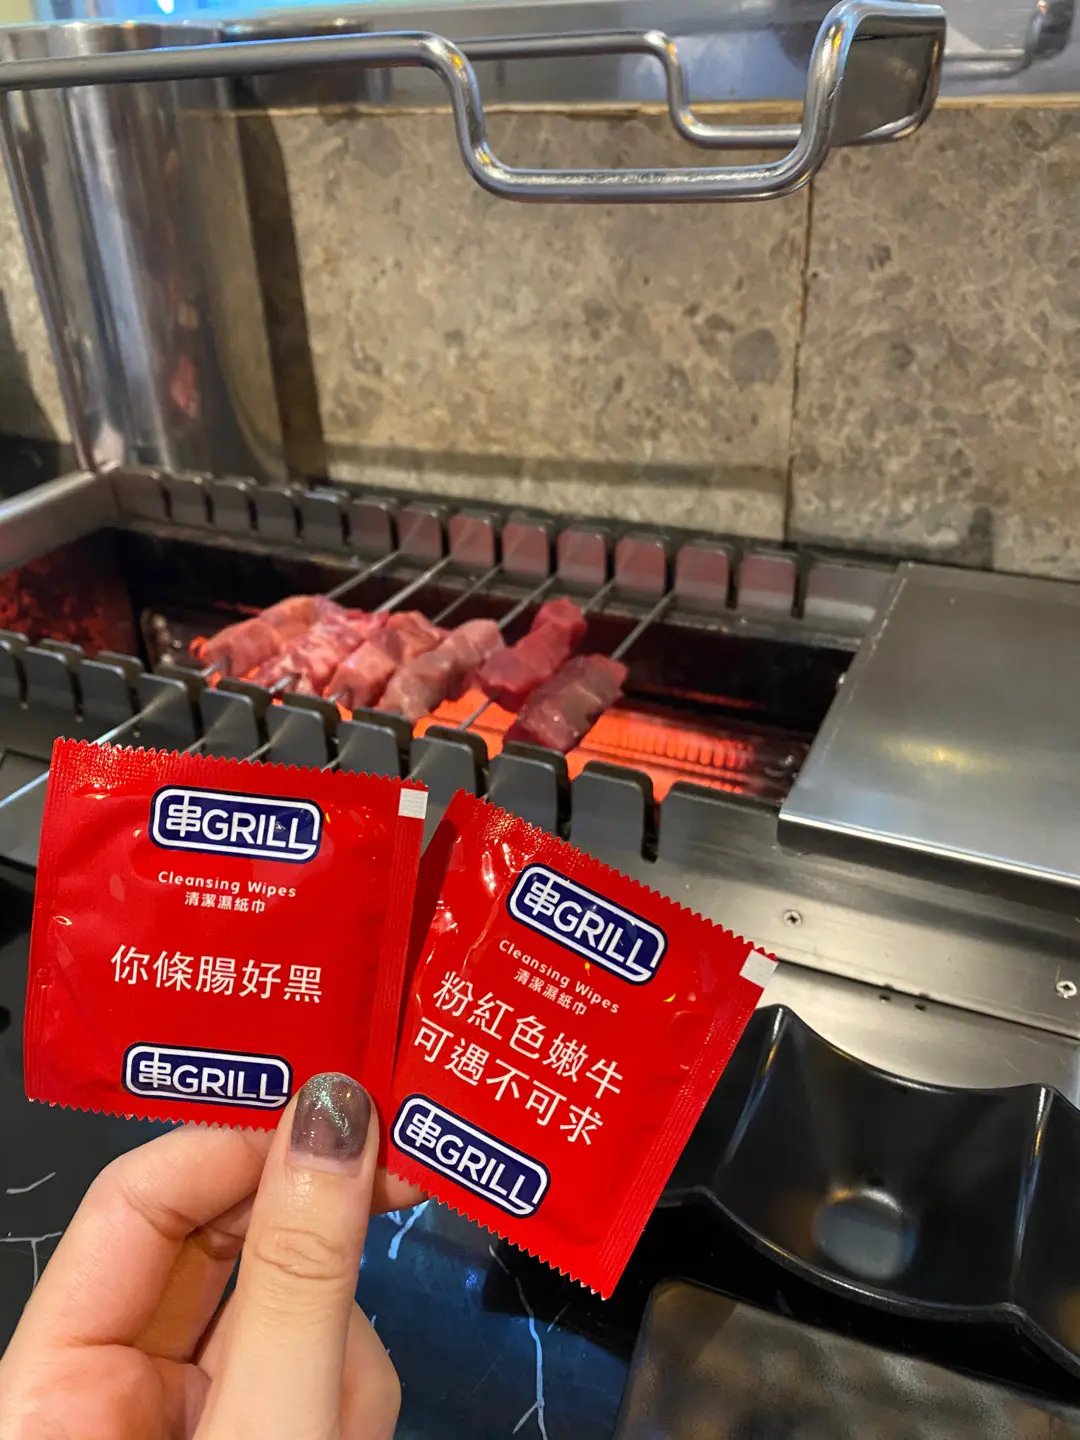 串GRILL
Cleansing Wipes
清潔濕紙巾
你條腸好黑
串GRILL
串GRILL
Cleansing Wipes
清潔濕紙巾
粉紅色嫩牛
可遇不可求
串GRILL